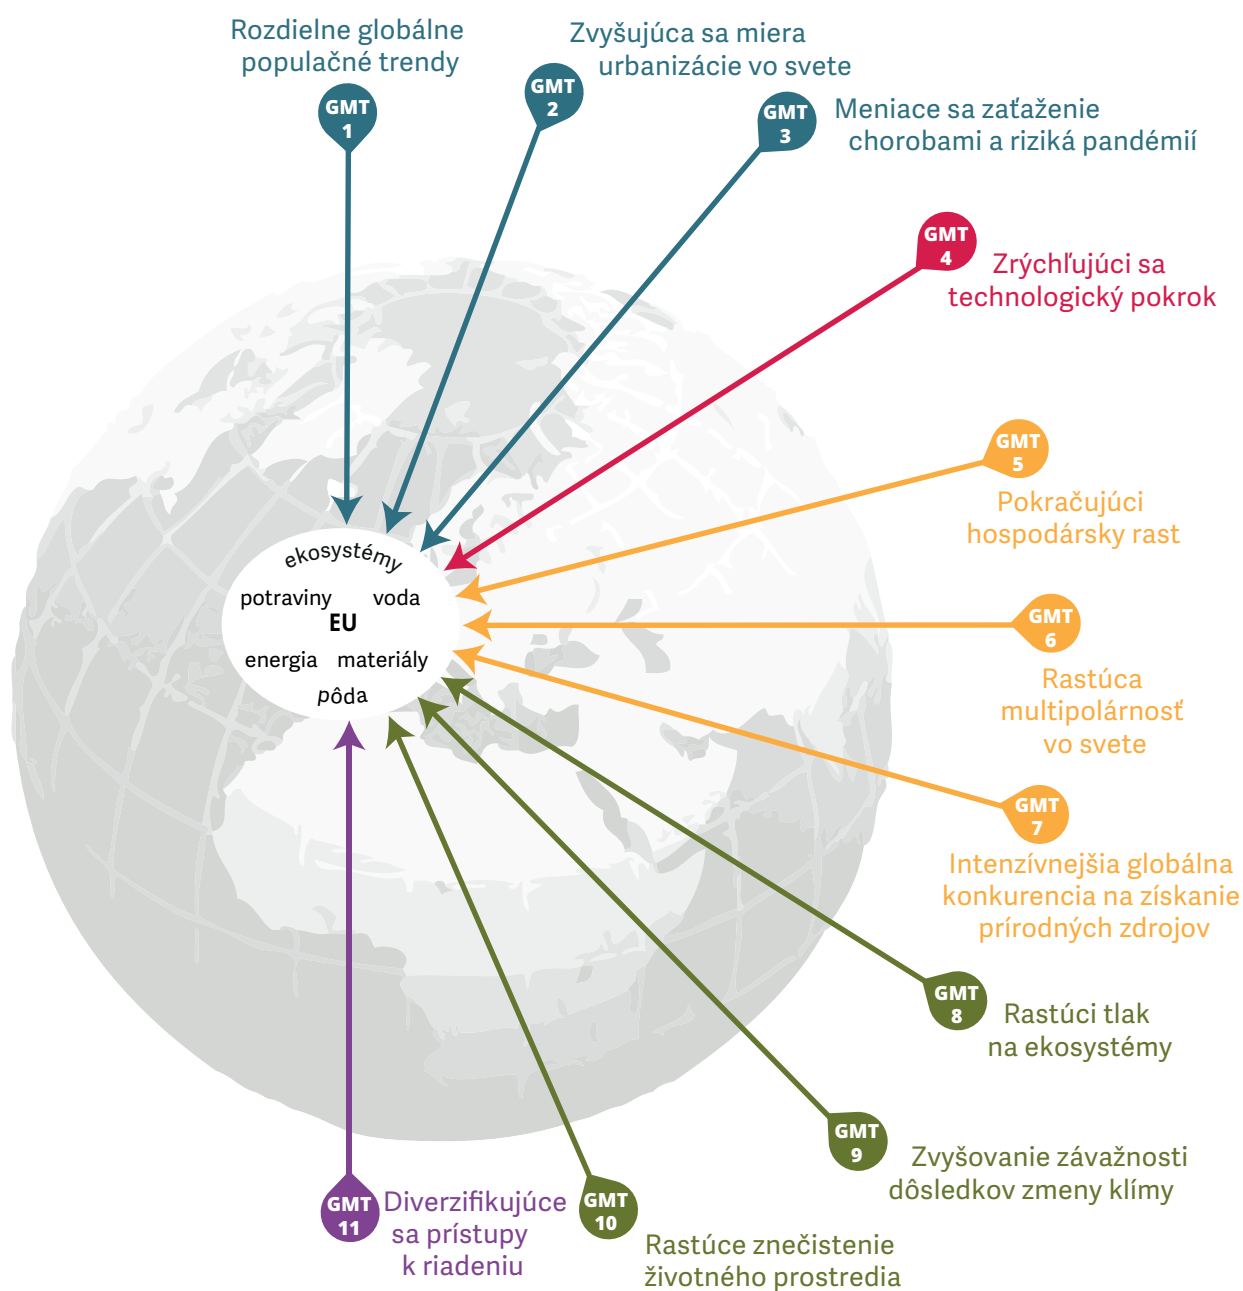 Rozdielne globálne
populačné trendy
GMT
1
Zvyšujúca sa miera
urbanizácie vo svete
GMT
2
Meniace sa zaťaženie
chorobami a riziká pandémií
GMT
3
GMT
4
Zrýchľujúci sa
technologický pokrok
GMT
5
Pokračujúci
hospodársky rast
GMT
6
Rastúca
multipolárnosť
vo svete
GMT
7
Intenzívnejšia globálna
konkurencia na získanie
prírodných zdrojov
GMT
8
Rastúci tlak
na ekosystémy
GMT
9
Zvyšovanie závažnosti
dôsledkov zmeny klímy
GMT
10
Rastúce znečistenie
životného prostredia
GMT
11
Diverzifikujúce
sa prístupy
k riadeniu
ekosystémy
potraviny voda
EU
energia materiály
pôda